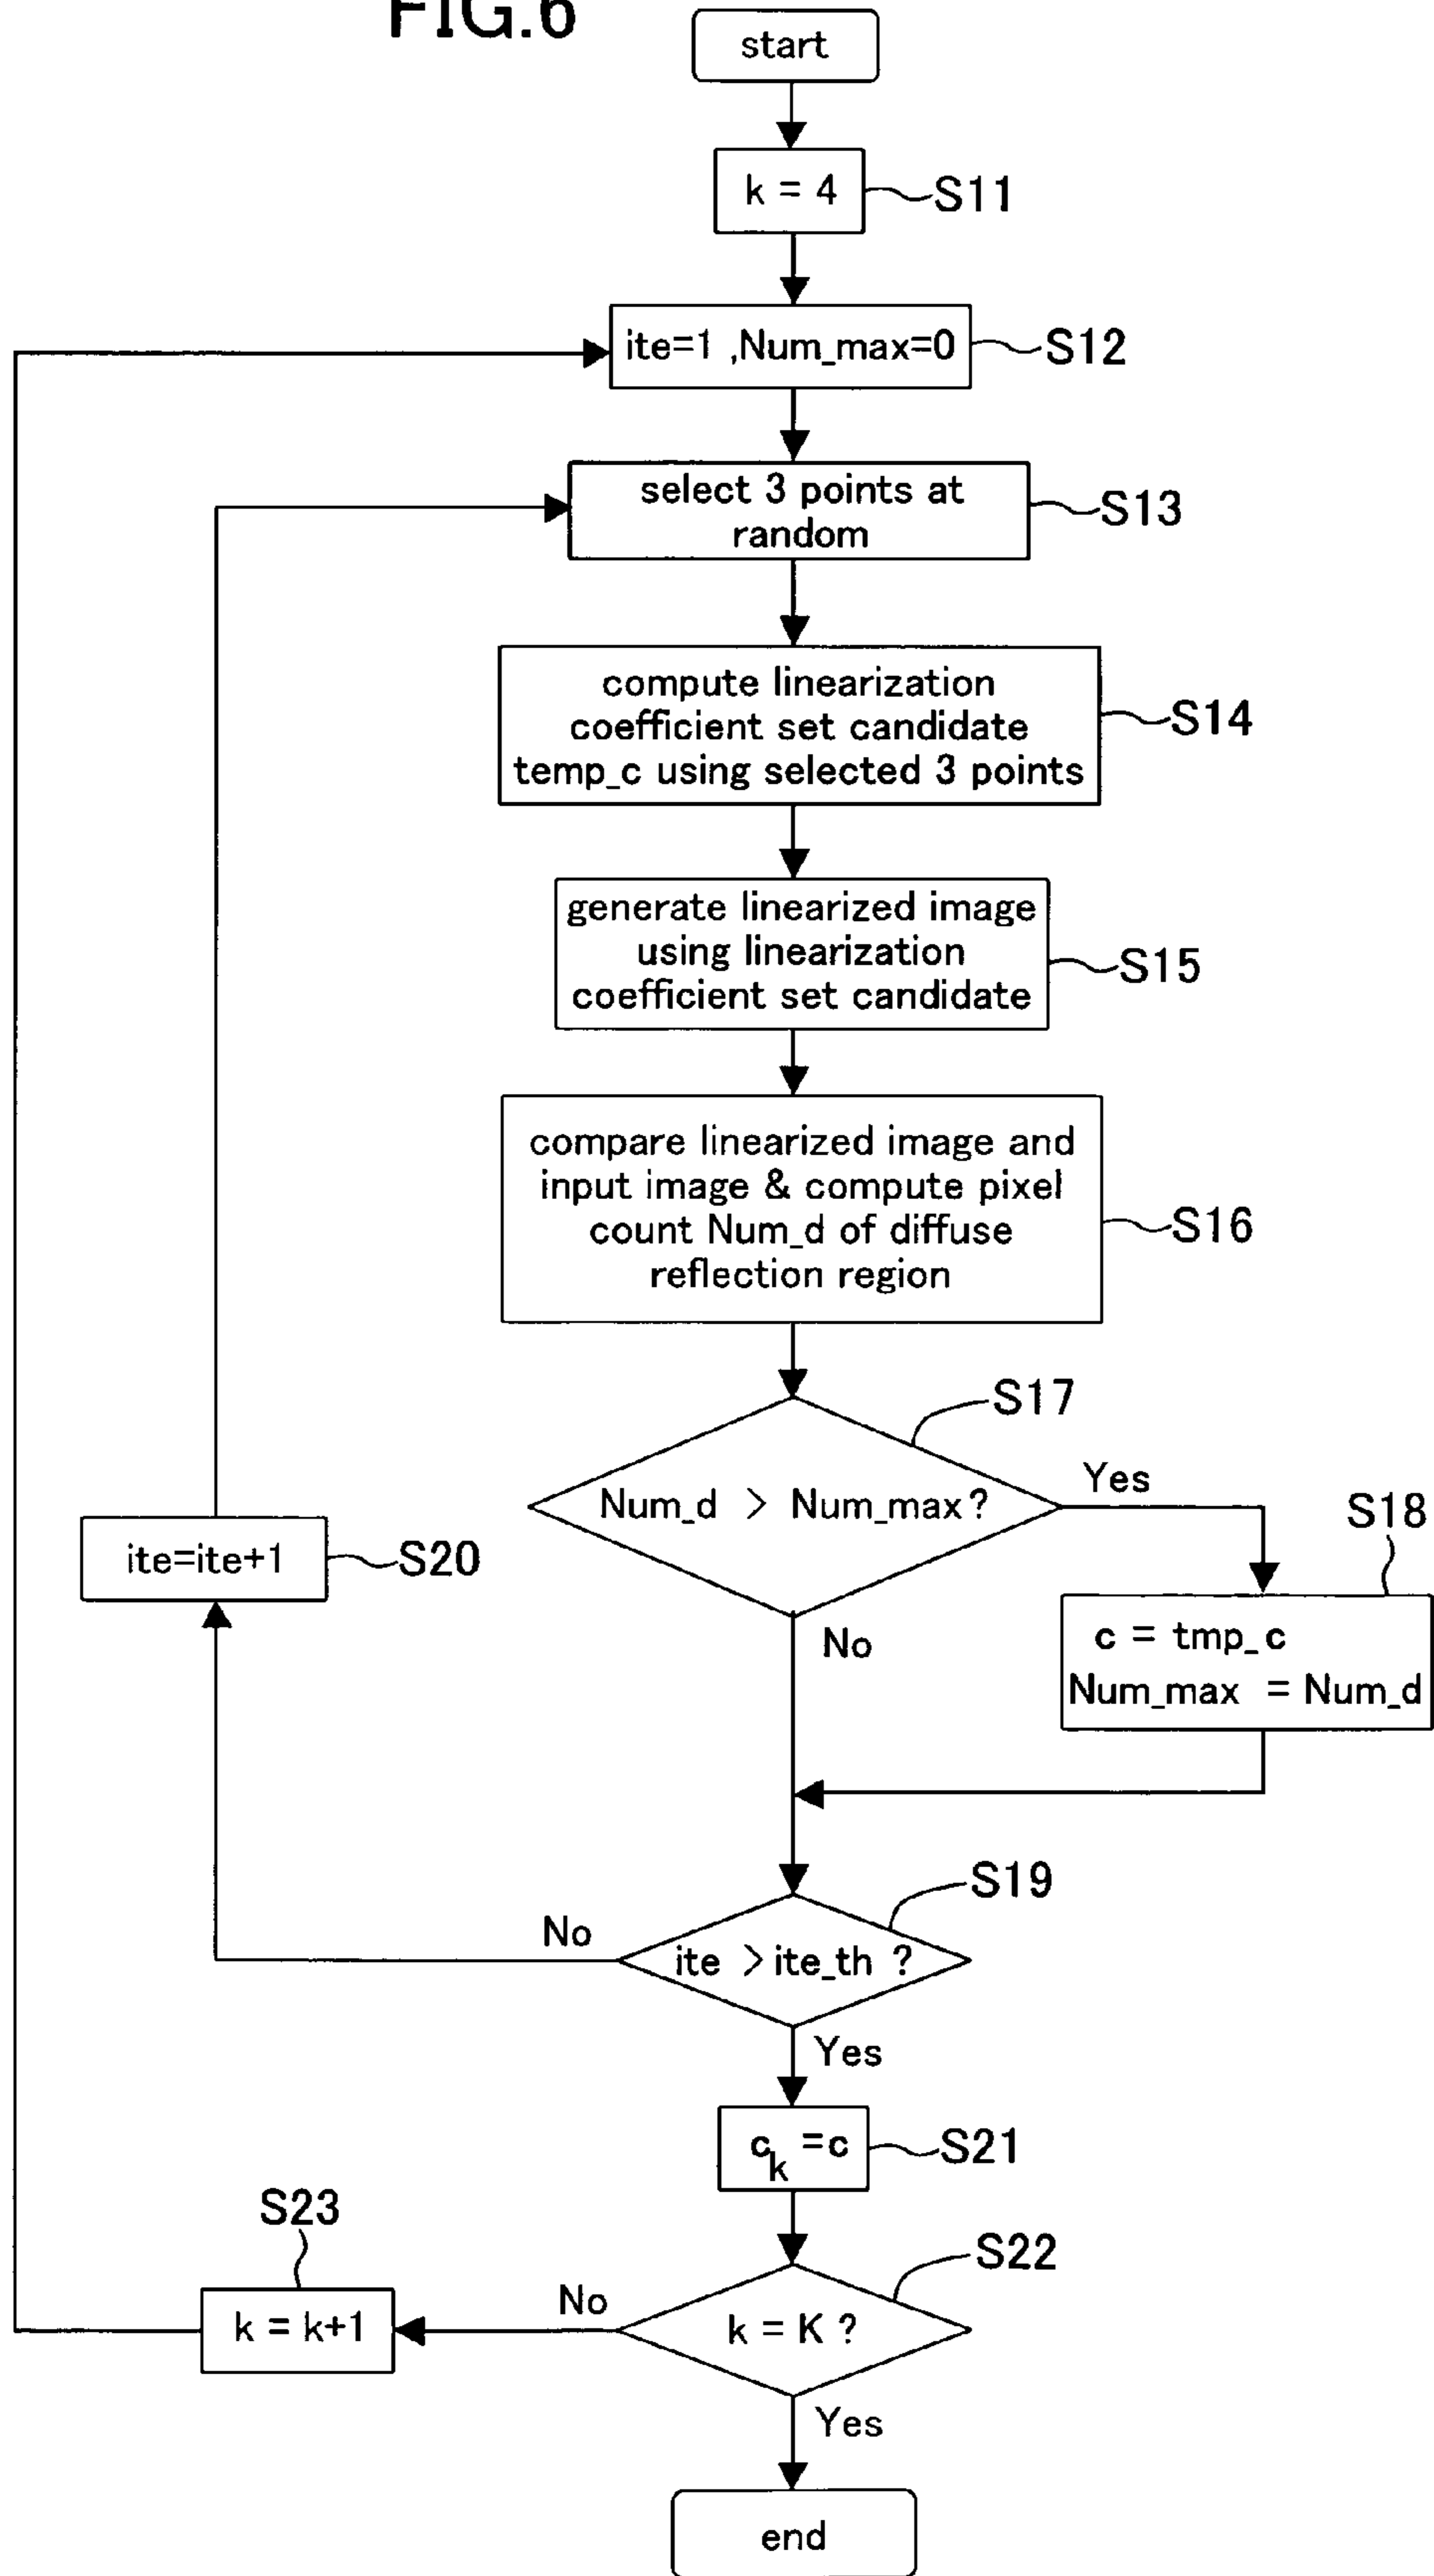 FIG.6
start
k = 4
S11
ite=1 ,Num_max=0
S12
select 3 points at
random
S13
compute linearization
coefficient set candidate
temp_c using selected 3 points
S14
generate linearized image
using linearization
coefficient set candidate
S15
compare linearized image and
input image & compute pixel
count Num_d of diffuse
reflection region
S16
S17
Num_d > Num_max?
Yes
No
S18
c = tmp_c
Num_max = Num_d
ite=ite+1
S20
S19
ite >ite_th ?
No
Yes
ck =c
S21
S22
k = K ?
No
Yes
S23
k = k+1
end